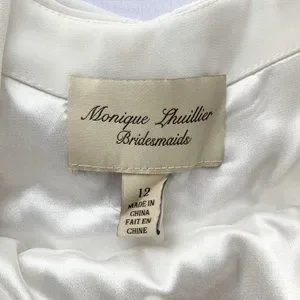 Monique Lhuillier
Bridesmaids
12
MADE IN
CHINA
FAIT EN
CHINE